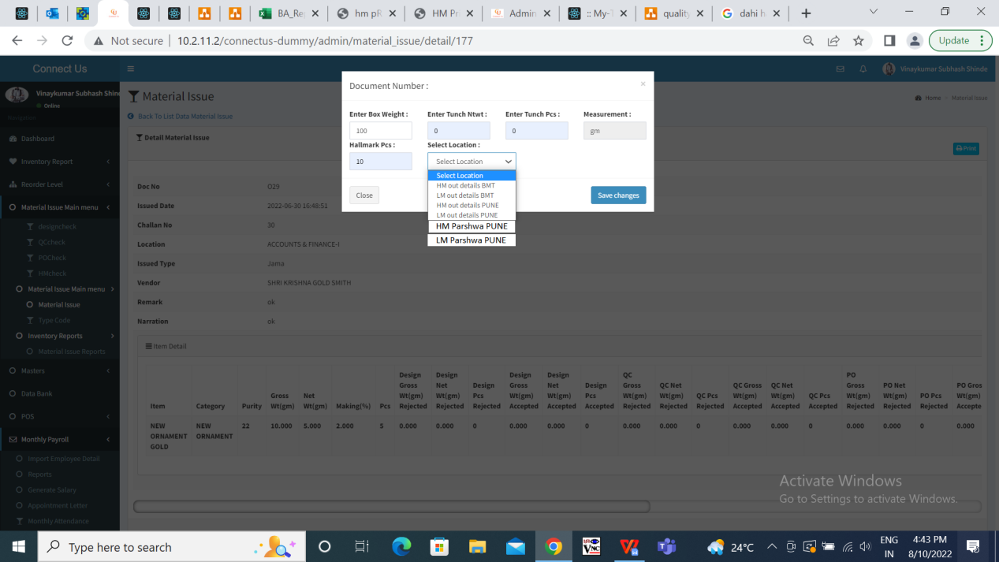 BA_Re
hm pR
HM Pr
Admin
:: My-T
quality
dahi h
Not secure
10.2.11.2/connectus-dummy/admin/material_issue/detail/177
Update
Connect Us
Vinaykumar Subhash Shinde
Vinaykumar Subhash Shin
Online
Navigation
Dashboard
Inventory Report
Reorder Level
Material Issue Main menu
designcheck
QCcheck
POCheck
HMcheck
Material Issue Main menu
Material Issue
Type Code
Inventory Reports
Material Issue Reports
Masters
Data Bank
POS
Monthly Payroll
Import Employee Detail
Reports
Generate Salary
Appointment Letter
Monthly Attendance
Material Issue
Home - Material Issue
Back To List Data Material Issue
Detail Material Issue
Print
Document Number :
×
Enter Box Weight : Enter Tunch Ntwt : Enter Tunch Pcs : Measurement :
100 0 0 gm
Hallmark Pcs : Select Location :
10 Select Location
Select Location
HM out details BMT
LM out details BMT
HM out details PUNE
LM out details PUNE
HM Parshwa PUNE
LM Parshwa PUNE
Close
Save changes
Doc No O29
Issued Date 2022-06-30 16:48:51
Challan No 30
Location ACCOUNTS & FINANCE-I
Issued Type Jama
Vendor SHRI KRISHNA GOLD SMITH
Remark ok
Narration ok
Item Detail
Item Category Purity Gross Wt(gm) Net Wt(gm) Making(%) Pcs Design Gross Wt(gm) Rejected Design Net Wt(gm) Rejected Design Pcs Rejected Design Gross Wt(gm) Accepted Design Net Wt(gm) Accepted Design Pcs Accepted QC Gross Wt(gm) Rejected QC Net Wt(gm) Rejected QC Pcs Rejected QC Gross Wt(gm) Accepted QC Net Wt(gm) Accepted QC Pcs Accepted PO Gross Wt(gm) Rejected PO Net Wt(gm) Rejected PO Pcs Rejected PO Gros Wt(gm) Accepte
NEW ORNAMENT GOLD NEW ORNAMENT 22 10.000 5.000 2.000 5 0.000 0.000 0 0.000 0.000 0 0.000 0.000 0 0.000 0.000 0 0.000 0.000 0 0.000
Activate Windows
Go to Settings to activate Windows.
Type here to search
24°C
ENG
IN
4:43 PM
8/10/2022